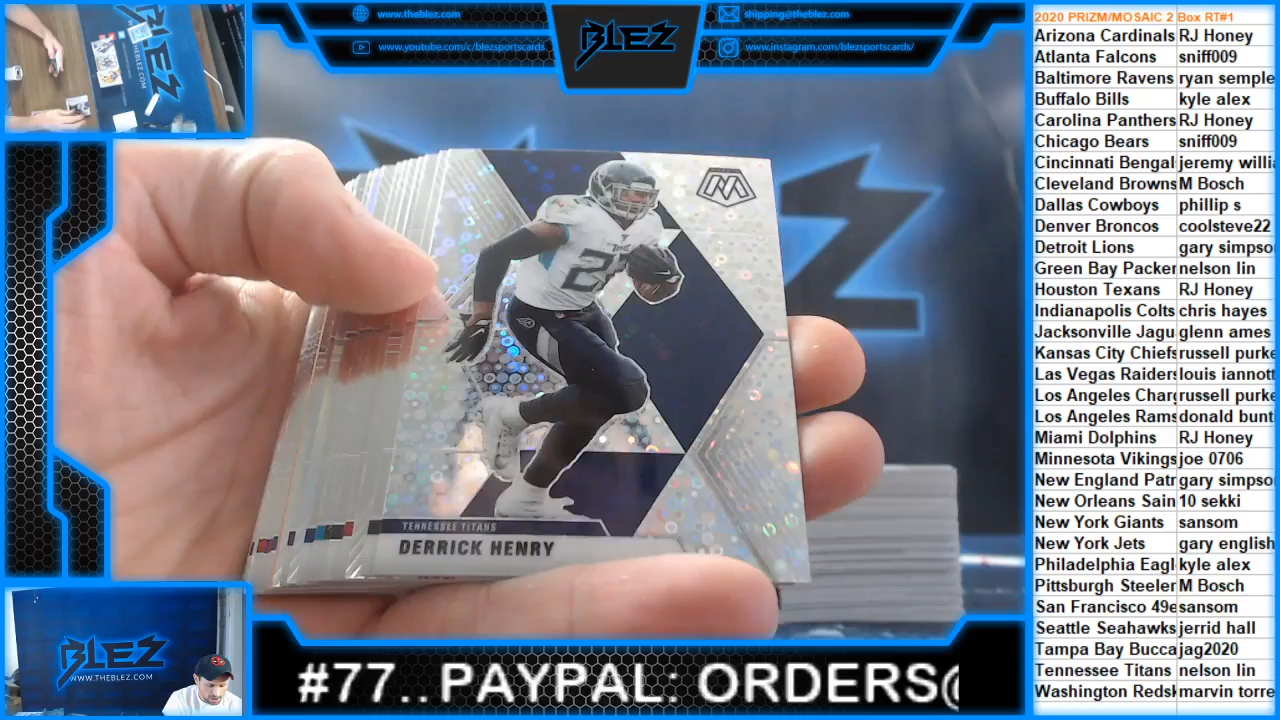 www.theblez.com
www.youtube.com/c/blezsportscards
BLEZ
shipping@theblez.com
www.instagram.com/blezsportscards/
BLEZ
THEBLEZ.COM
TENNESSEE TITANS
DERRICK HENRY
BLEZ
WWW.THEBLEZ.COM
#77.. PAYPAL: ORDERS@
2020 PRIZM/MOSAIC 2 Box RT#1
Arizona Cardinals RJ Honey
Atlanta Falcons sniff009
Baltimore Ravens ryan semple
Buffalo Bills kyle alex
Carolina Panthers RJ Honey
Chicago Bears sniff009
Cincinnati Bengal jeremy willia
Cleveland Browns M Bosch
Dallas Cowboys phillip s
Denver Broncos coolsteve22
Detroit Lions gary simpso
Green Bay Packer nelson lin
Houston Texans RJ Honey
Indianapolis Colts chris hayes
Jacksonville Jagu glenn ames
Kansas City Chiefs russell purke
Las Vegas Raiders louis iannott
Los Angeles Charg russell purke
Los Angeles Rams donald bunt
Miami Dolphins RJ Honey
Minnesota Vikings joe 0706
New England Patr gary simpso
New Orleans Sain 10 sekki
New York Giants sansom
New York Jets gary english
Philadelphia Eagl kyle alex
Pittsburgh Steeler M Bosch
San Francisco 49e sansom
Seattle Seahawks jerrid hall
Tampa Bay Bucca jag2020
Tennessee Titans nelson lin
Washington Redsk marvin torre